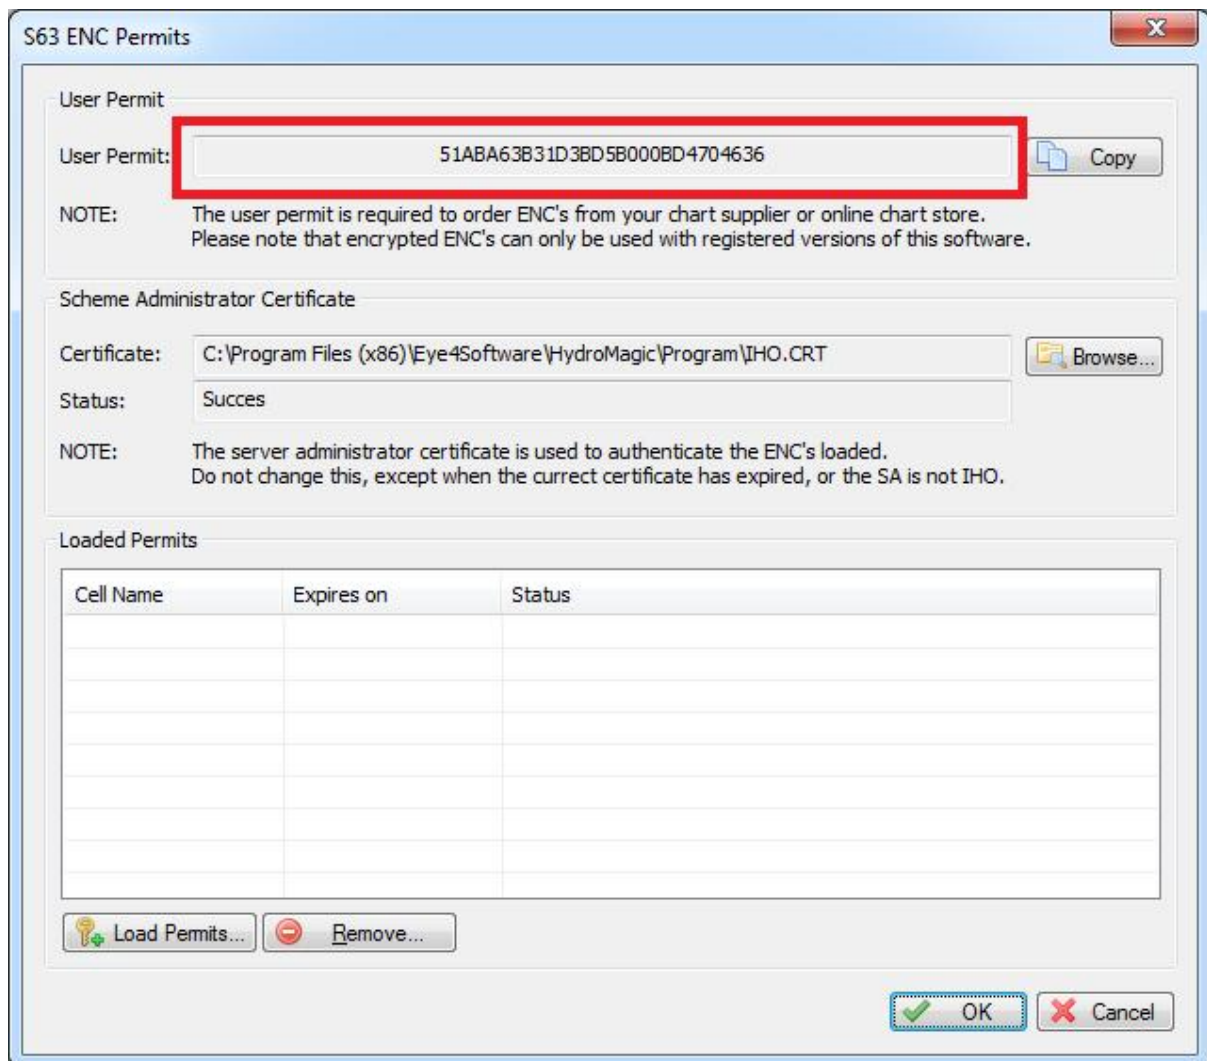 S63 ENC Permits
User Permit
User Permit: 51ABA63B31D3BD5B000BD4704636 Copy
NOTE: The user permit is required to order ENC's from your chart supplier or online chart store.
Please note that encrypted ENC's can only be used with registered versions of this software.
Scheme Administrator Certificate
Certificate: C:\Program Files (x86)\Eye4Software\HydroMagic\Program\IHO.CRT Browse...
Status: Succes
NOTE: The server administrator certificate is used to authenticate the ENC's loaded.
Do not change this, except when the currect certificate has expired, or the SA is not IHO.
Loaded Permits
Cell Name Expires on Status
Load Permits... Remove...
OK Cancel